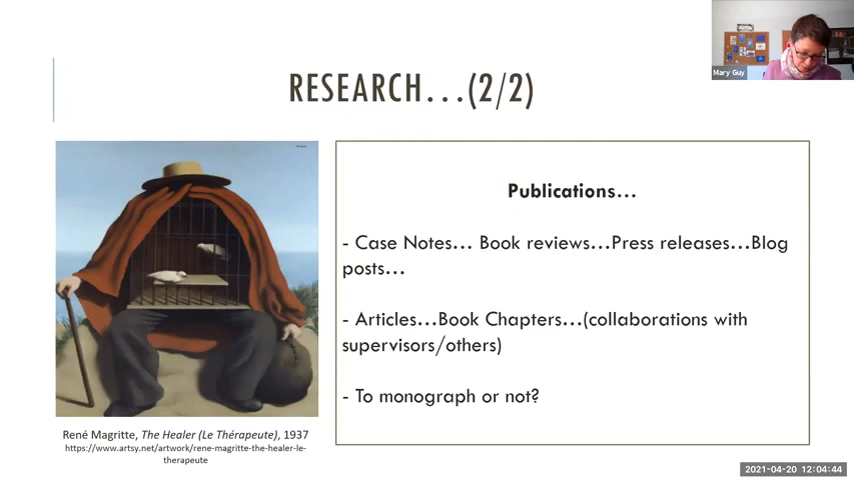 Mary Guy
RESEARCH...(2/2)
Publications...
- Case Notes... Book reviews...Press releases...Blog
posts...
- Articles...Book Chapters...(collaborations with
supervisors/others)
- To monograph or not?
René Magritte, The Healer (Le Thérapeute), 1937
https://www.artsy.net/artwork/rene-magritte-the-healer-le-
therapeute
2021-04-20 12:04:44